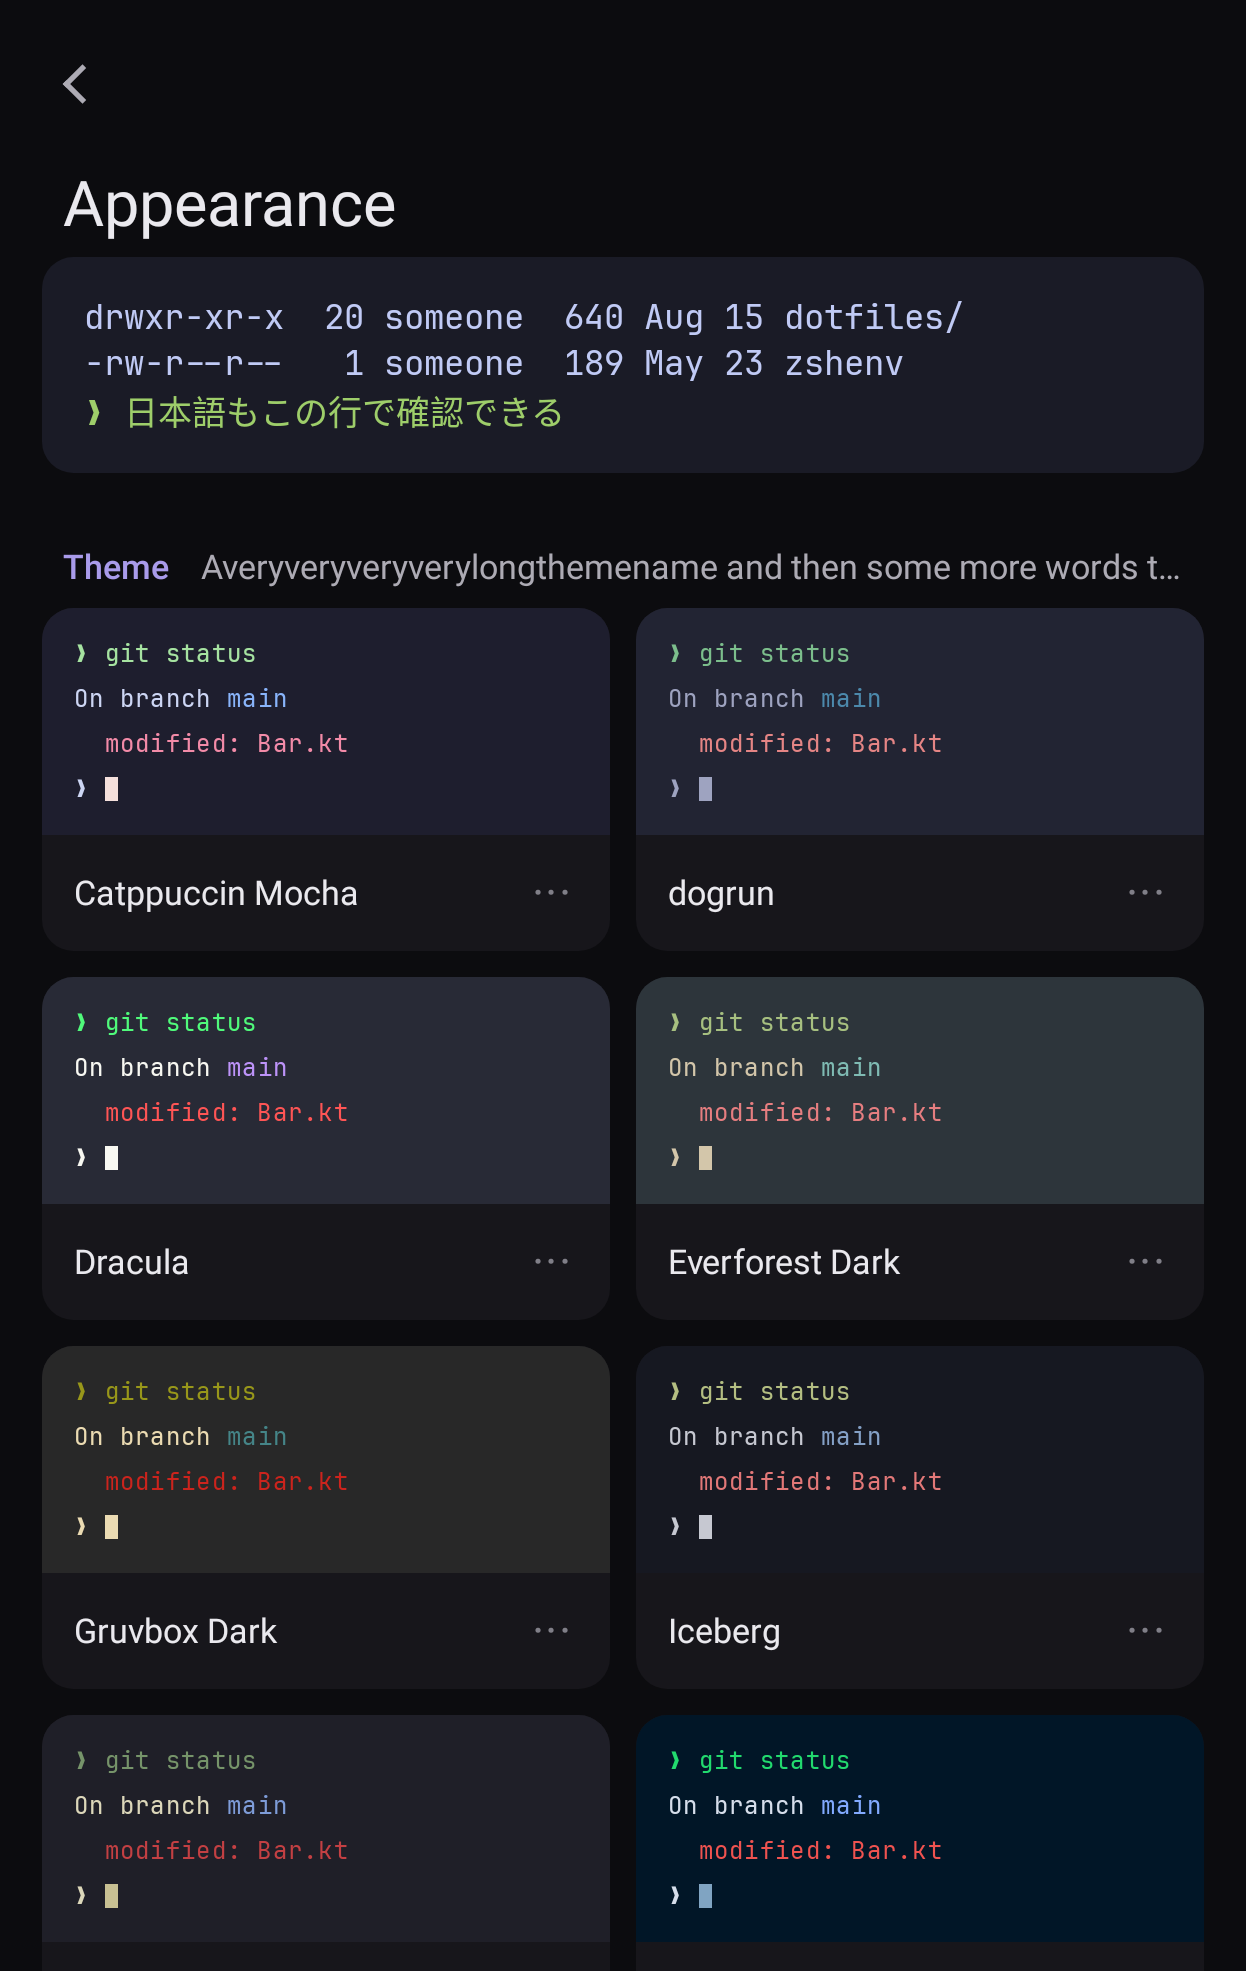 Appearance
drwxr-xr-x  20 someone  640 Aug 15 dotfiles/
-rw-r--r--   1 someone  189 May 23 zshenv
❱ 日本語もこの行で確認できる
Theme Averyveryveryverylongthemename and then some more words t…
❱ git status
On branch main
  modified: Bar.kt
❱
Catppuccin Mocha
❱ git status
On branch main
  modified: Bar.kt
❱
dogrun
❱ git status
On branch main
  modified: Bar.kt
❱
Dracula
❱ git status
On branch main
  modified: Bar.kt
❱
Everforest Dark
❱ git status
On branch main
  modified: Bar.kt
❱
Gruvbox Dark
❱ git status
On branch main
  modified: Bar.kt
❱
Iceberg
❱ git status
On branch main
  modified: Bar.kt
❱
❱ git status
On branch main
  modified: Bar.kt
❱